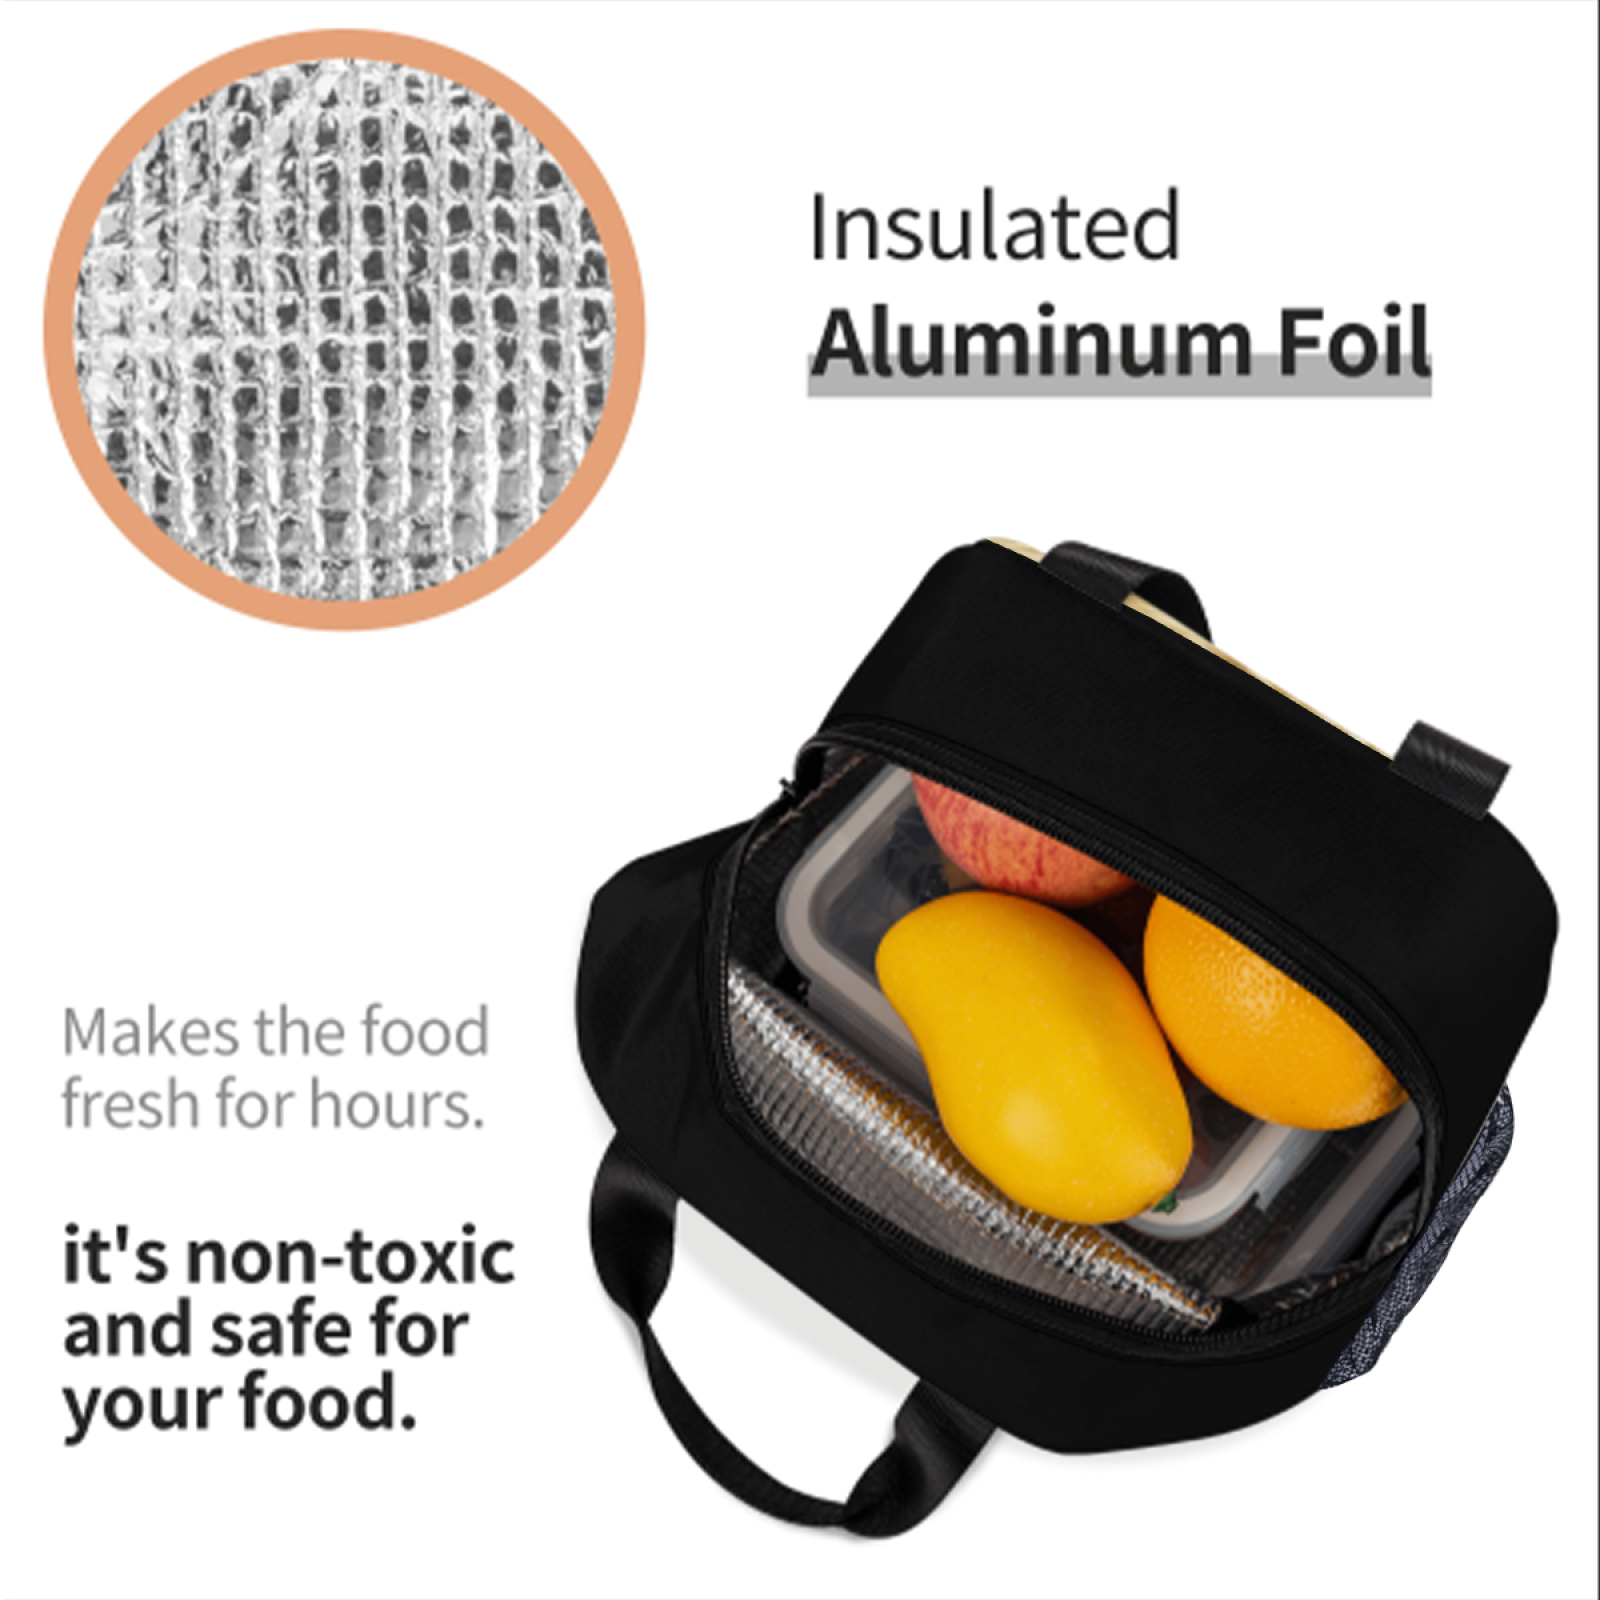 Insulated
Aluminum Foil
Makes the food
fresh for hours.
it's non-toxic
and safe for
your food.